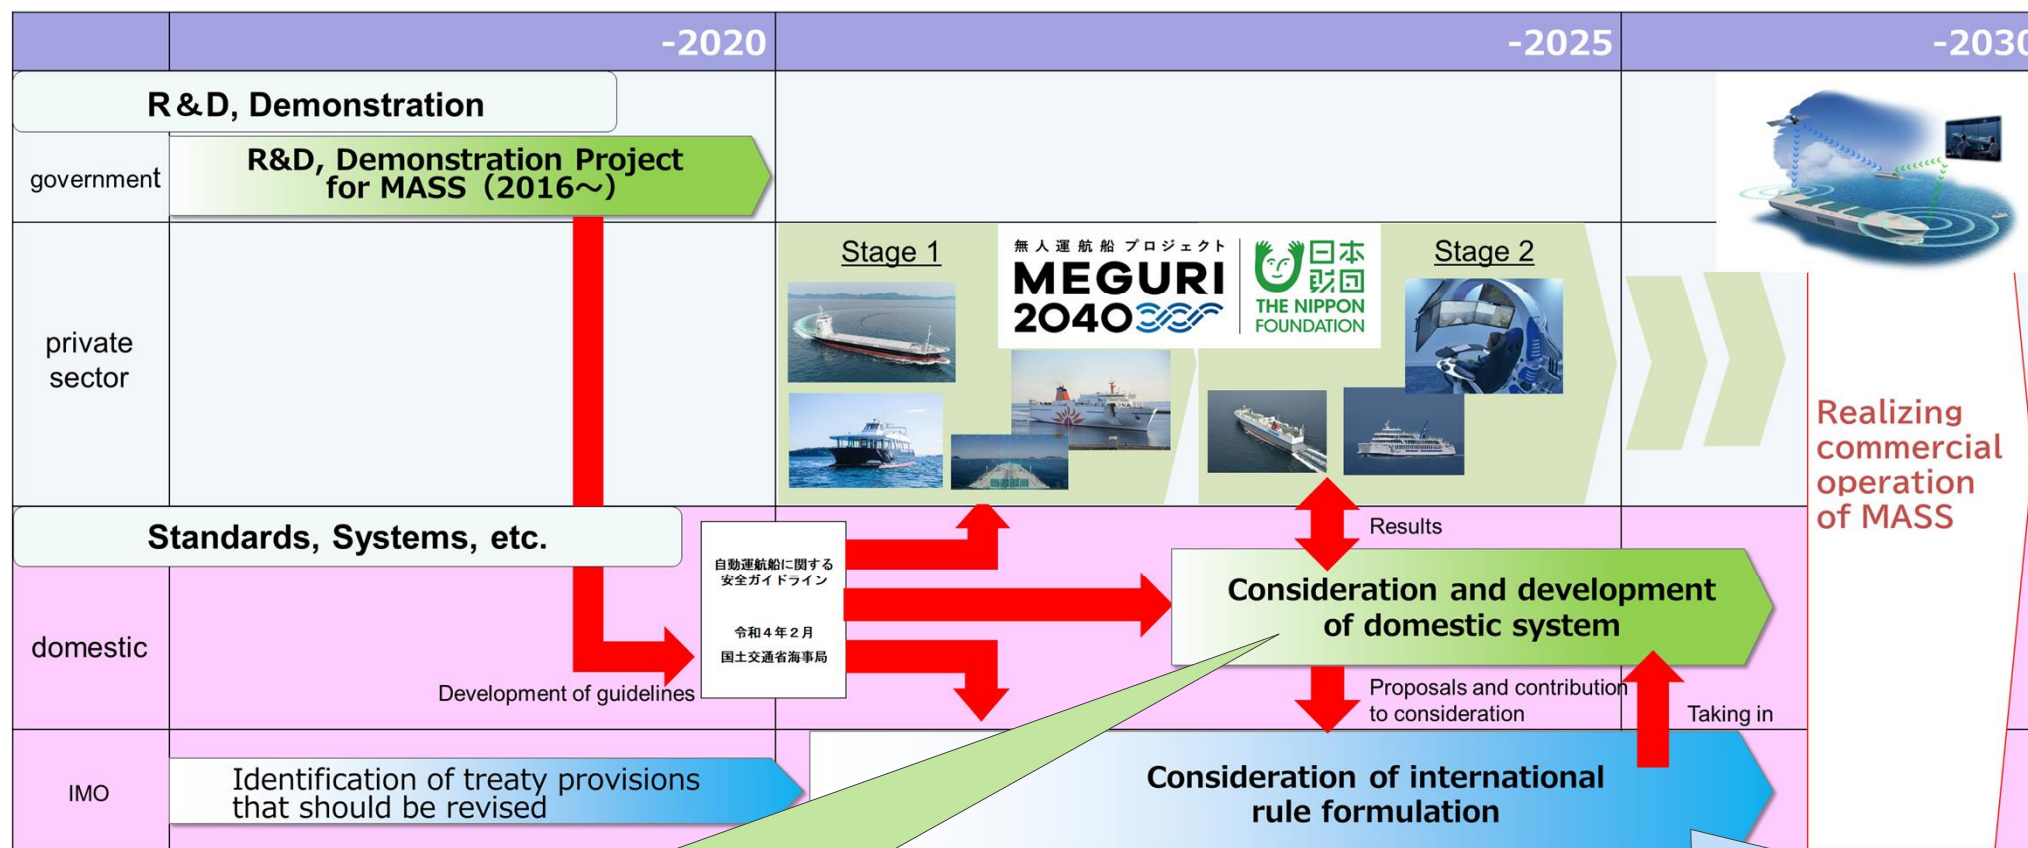 -2020
-2025
-2030
R&D, Demonstration
government
R&D, Demonstration Project
for MASS（2016～）
private
sector
Stage 1
無人運航船 プロジェクト
MEGURI
2040
日本
財団
THE NIPPON
FOUNDATION
Stage 2
Realizing
commercial
operation
of MASS
Standards, Systems, etc.
domestic
Development of guidelines
自動運航船に関する
安全ガイドライン
令和４年２月
国土交通省海事局
Results
Consideration and development
of domestic system
Proposals and contribution
to consideration
Taking in
IMO
Identification of treaty provisions
that should be revised
Consideration of international
rule formulation